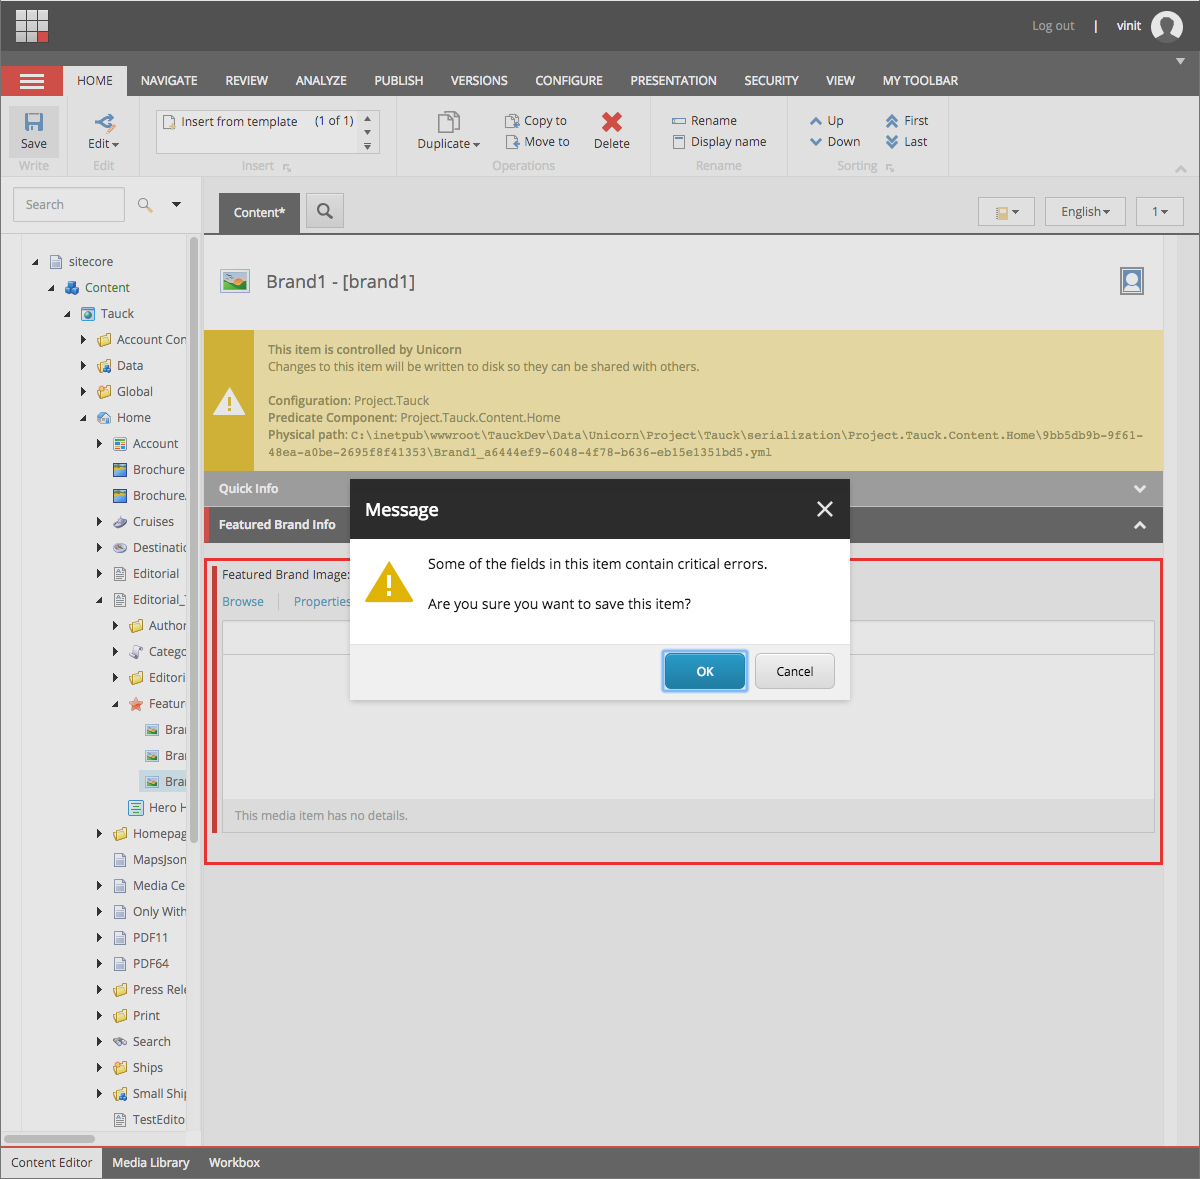 Log out | vinit
HOME NAVIGATE REVIEW ANALYZE PUBLISH VERSIONS CONFIGURE PRESENTATION SECURITY VIEW MY TOOLBAR
Save
Write
Edit
Edit
Insert from template (1 of 1)
Insert
Duplicate
Copy to
Move to
Delete
Operations
Rename
Display name
Rename
Up
Down
First
Last
Sorting
Search
Content*
English
1
sitecore
Content
Tauck
Account Con
Data
Global
Home
Account
Brochure
Brochure
Cruises
Destinatio
Editorial
Editorial_
Author
Catego
Editori
Featur
Bra
Bra
Bra
Hero H
Homepag
MapsJson
Media Ce
Only With
PDF11
PDF64
Press Rele
Print
Search
Ships
Small Ship
TestEdito
Brand1 - [brand1]
This item is controlled by Unicorn
Changes to this item will be written to disk so they can be shared with others.
Configuration: Project.Tauck
Predicate Component: Project.Tauck.Content.Home
Physical path: C:\inetpub\wwwroot\TauckDev\Data\Unicorn\Project\Tauck\serialization\Project.Tauck.Content.Home\9bb5db9b-9f61-
48ea-a0be-2695f8f41353\Brand1_a6444ef9-6048-4f78-b636-eb15e1351bd5.yml
Quick Info
Featured Brand Info
Featured Brand Image:
Browse
Properties
This media item has no details.
Message
Some of the fields in this item contain critical errors.
Are you sure you want to save this item?
OK
Cancel
Content Editor
Media Library
Workbox